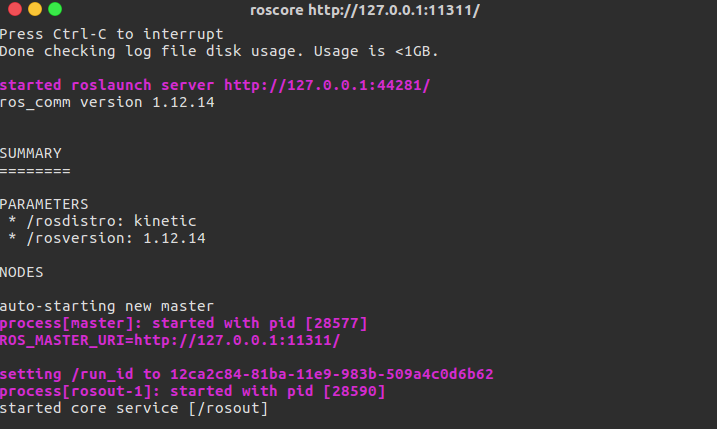 roscore http://127.0.0.1:11311/
Press Ctrl-C to interrupt
Done checking log file disk usage. Usage is <1GB.
started roslaunch server http://127.0.0.1:44281/
ros_comm version 1.12.14
SUMMARY
========
PARAMETERS
* /rosdistro: kinetic
* /rosversion: 1.12.14
NODES
auto-starting new master
process[master]: started with pid [28577]
ROS_MASTER_URI=http://127.0.0.1:11311/
setting /run_id to 12ca2c84-81ba-11e9-983b-509a4c0d6b62
process[rosout-1]: started with pid [28590]
started core service [/rosout]